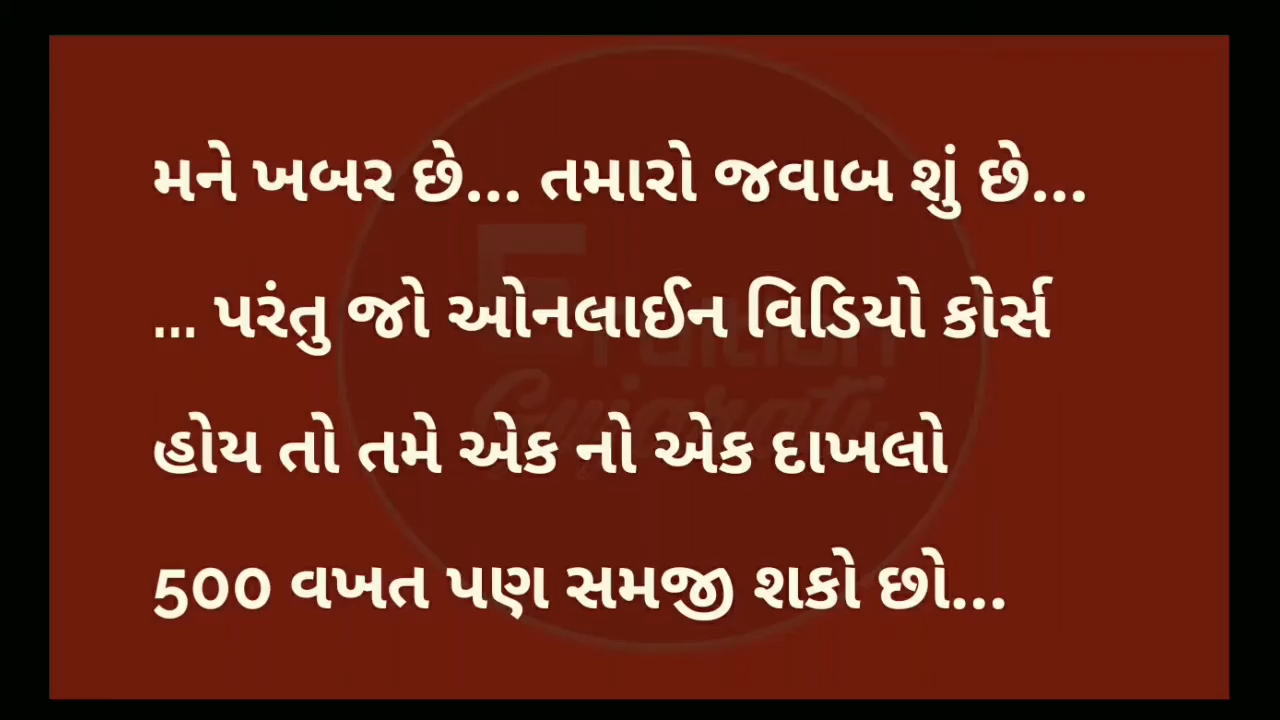 મને ખબર છે... તમારો જવાબ શું છે...
... પરંતુ જો ઓનલાઈન વિડિયો કોર્સ
હોય તો તમે એક નો એક દાખલો
500 વખત પણ સમજી શકો છો...